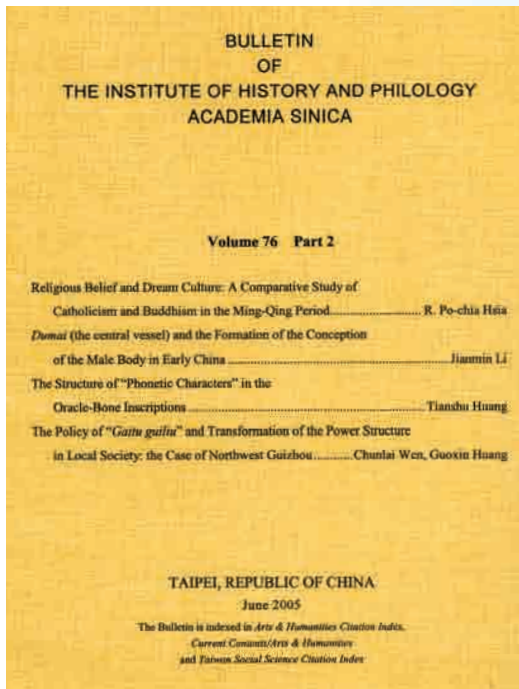 BULLETIN
OF
THE INSTITUTE OF HISTORY AND PHILOLOGY
ACADEMIA SINICA
Volume 76 Part 2
Religious Belief and Dream Culture: A Comparative Study of
Catholicism and Buddhism in the Ming-Qing Period.......................... R. Po-chia Hsia
Dumai (the central vessel) and the Formation of the Conception
of the Male Body in Early China ............................................................ Jianmin Li
The Structure of "Phonetic Characters" in the
Oracle-Bone Inscriptions ................................................................ Tianshu Huang
The Policy of "Gaitu guiliu" and Transformation of the Power Structure
in Local Society: the Case of Northwest Guizhou...........Chunlai Wen, Guoxin Huang
TAIPEI, REPUBLIC OF CHINA
June 2005
The Bulletin is indexed in Arts & Humanities Citation Index,
Current Contents/Arts & Humanities
and Taiwan Social Science Citation Index